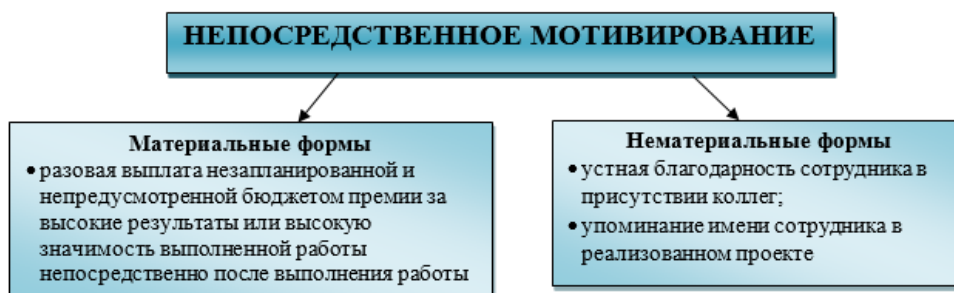 НЕПОСРЕДСТВЕННОЕ МОТИВИРОВАНИЕ
Материальные формы
• разовая выплата незапланированной и
непредусмотренной бюджетом премии за
высокие результаты или высокую
значимость выполненной работы
непосредственно после выполнения работы
Нематериальные формы
• устная благодарность сотрудника в
присутствии коллег;
• упоминание имени сотрудника в
реализованном проекте